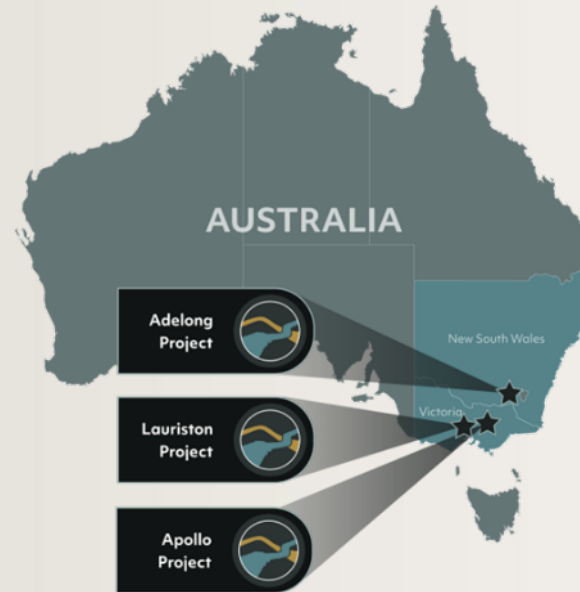 AUSTRALIA
Adelong
Project
New South Wales
Lauriston
Project
Victoria
Apollo
Project